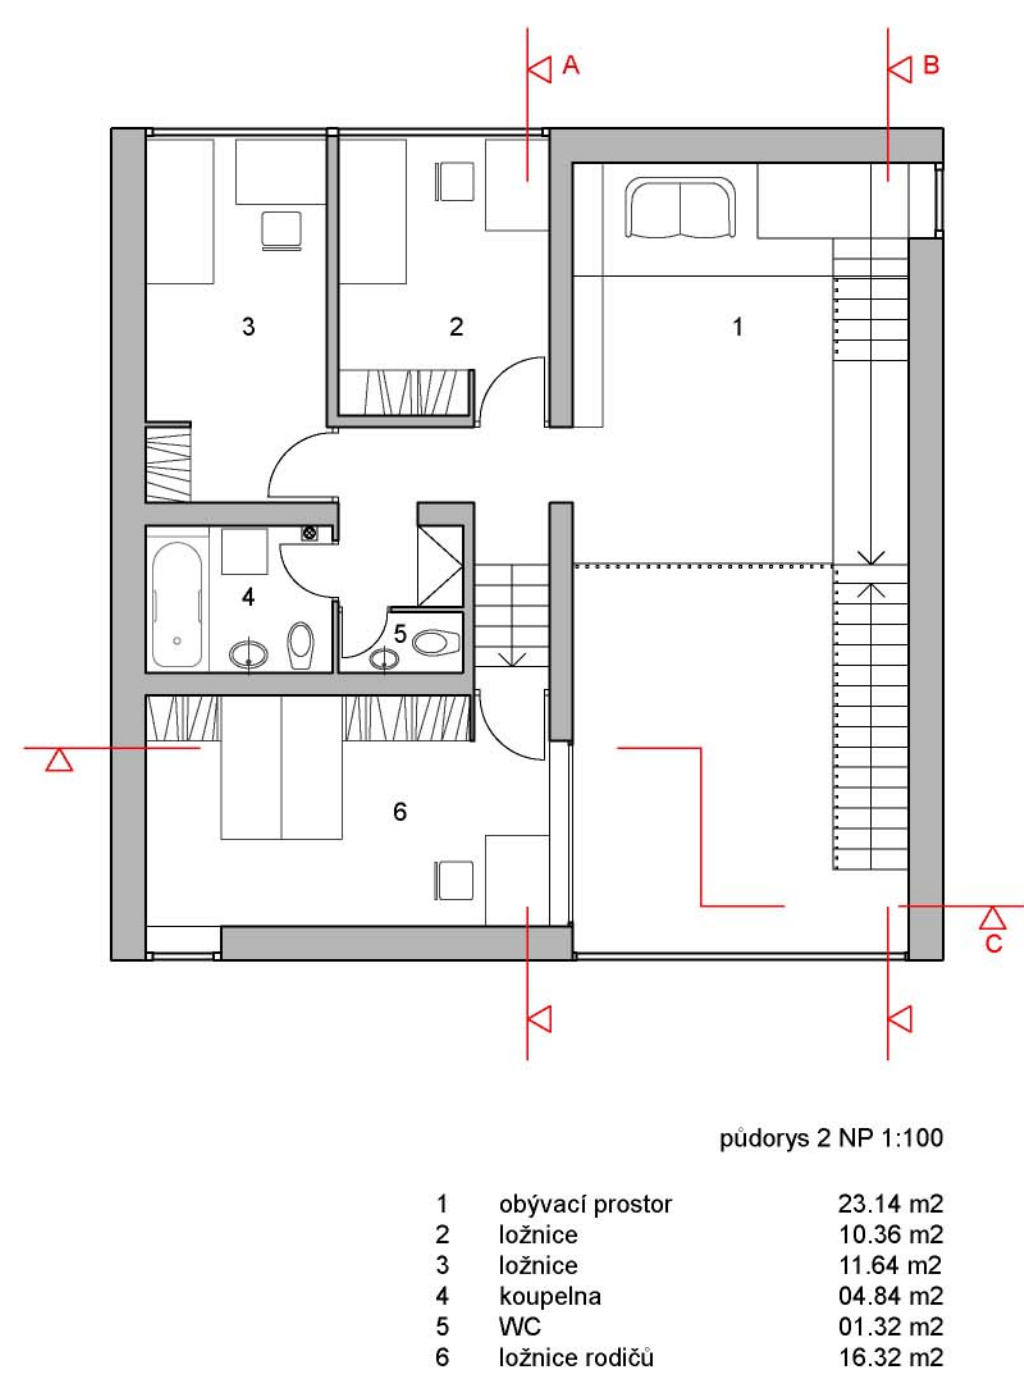 A B
3 2 1
4
5
6
C
půdorys 2 NP 1:100
1 obývací prostor 23.14 m2
2 ložnice 10.36 m2
3 ložnice 11.64 m2
4 koupelna 04.84 m2
5 WC 01.32 m2
6 ložnice rodičů 16.32 m2